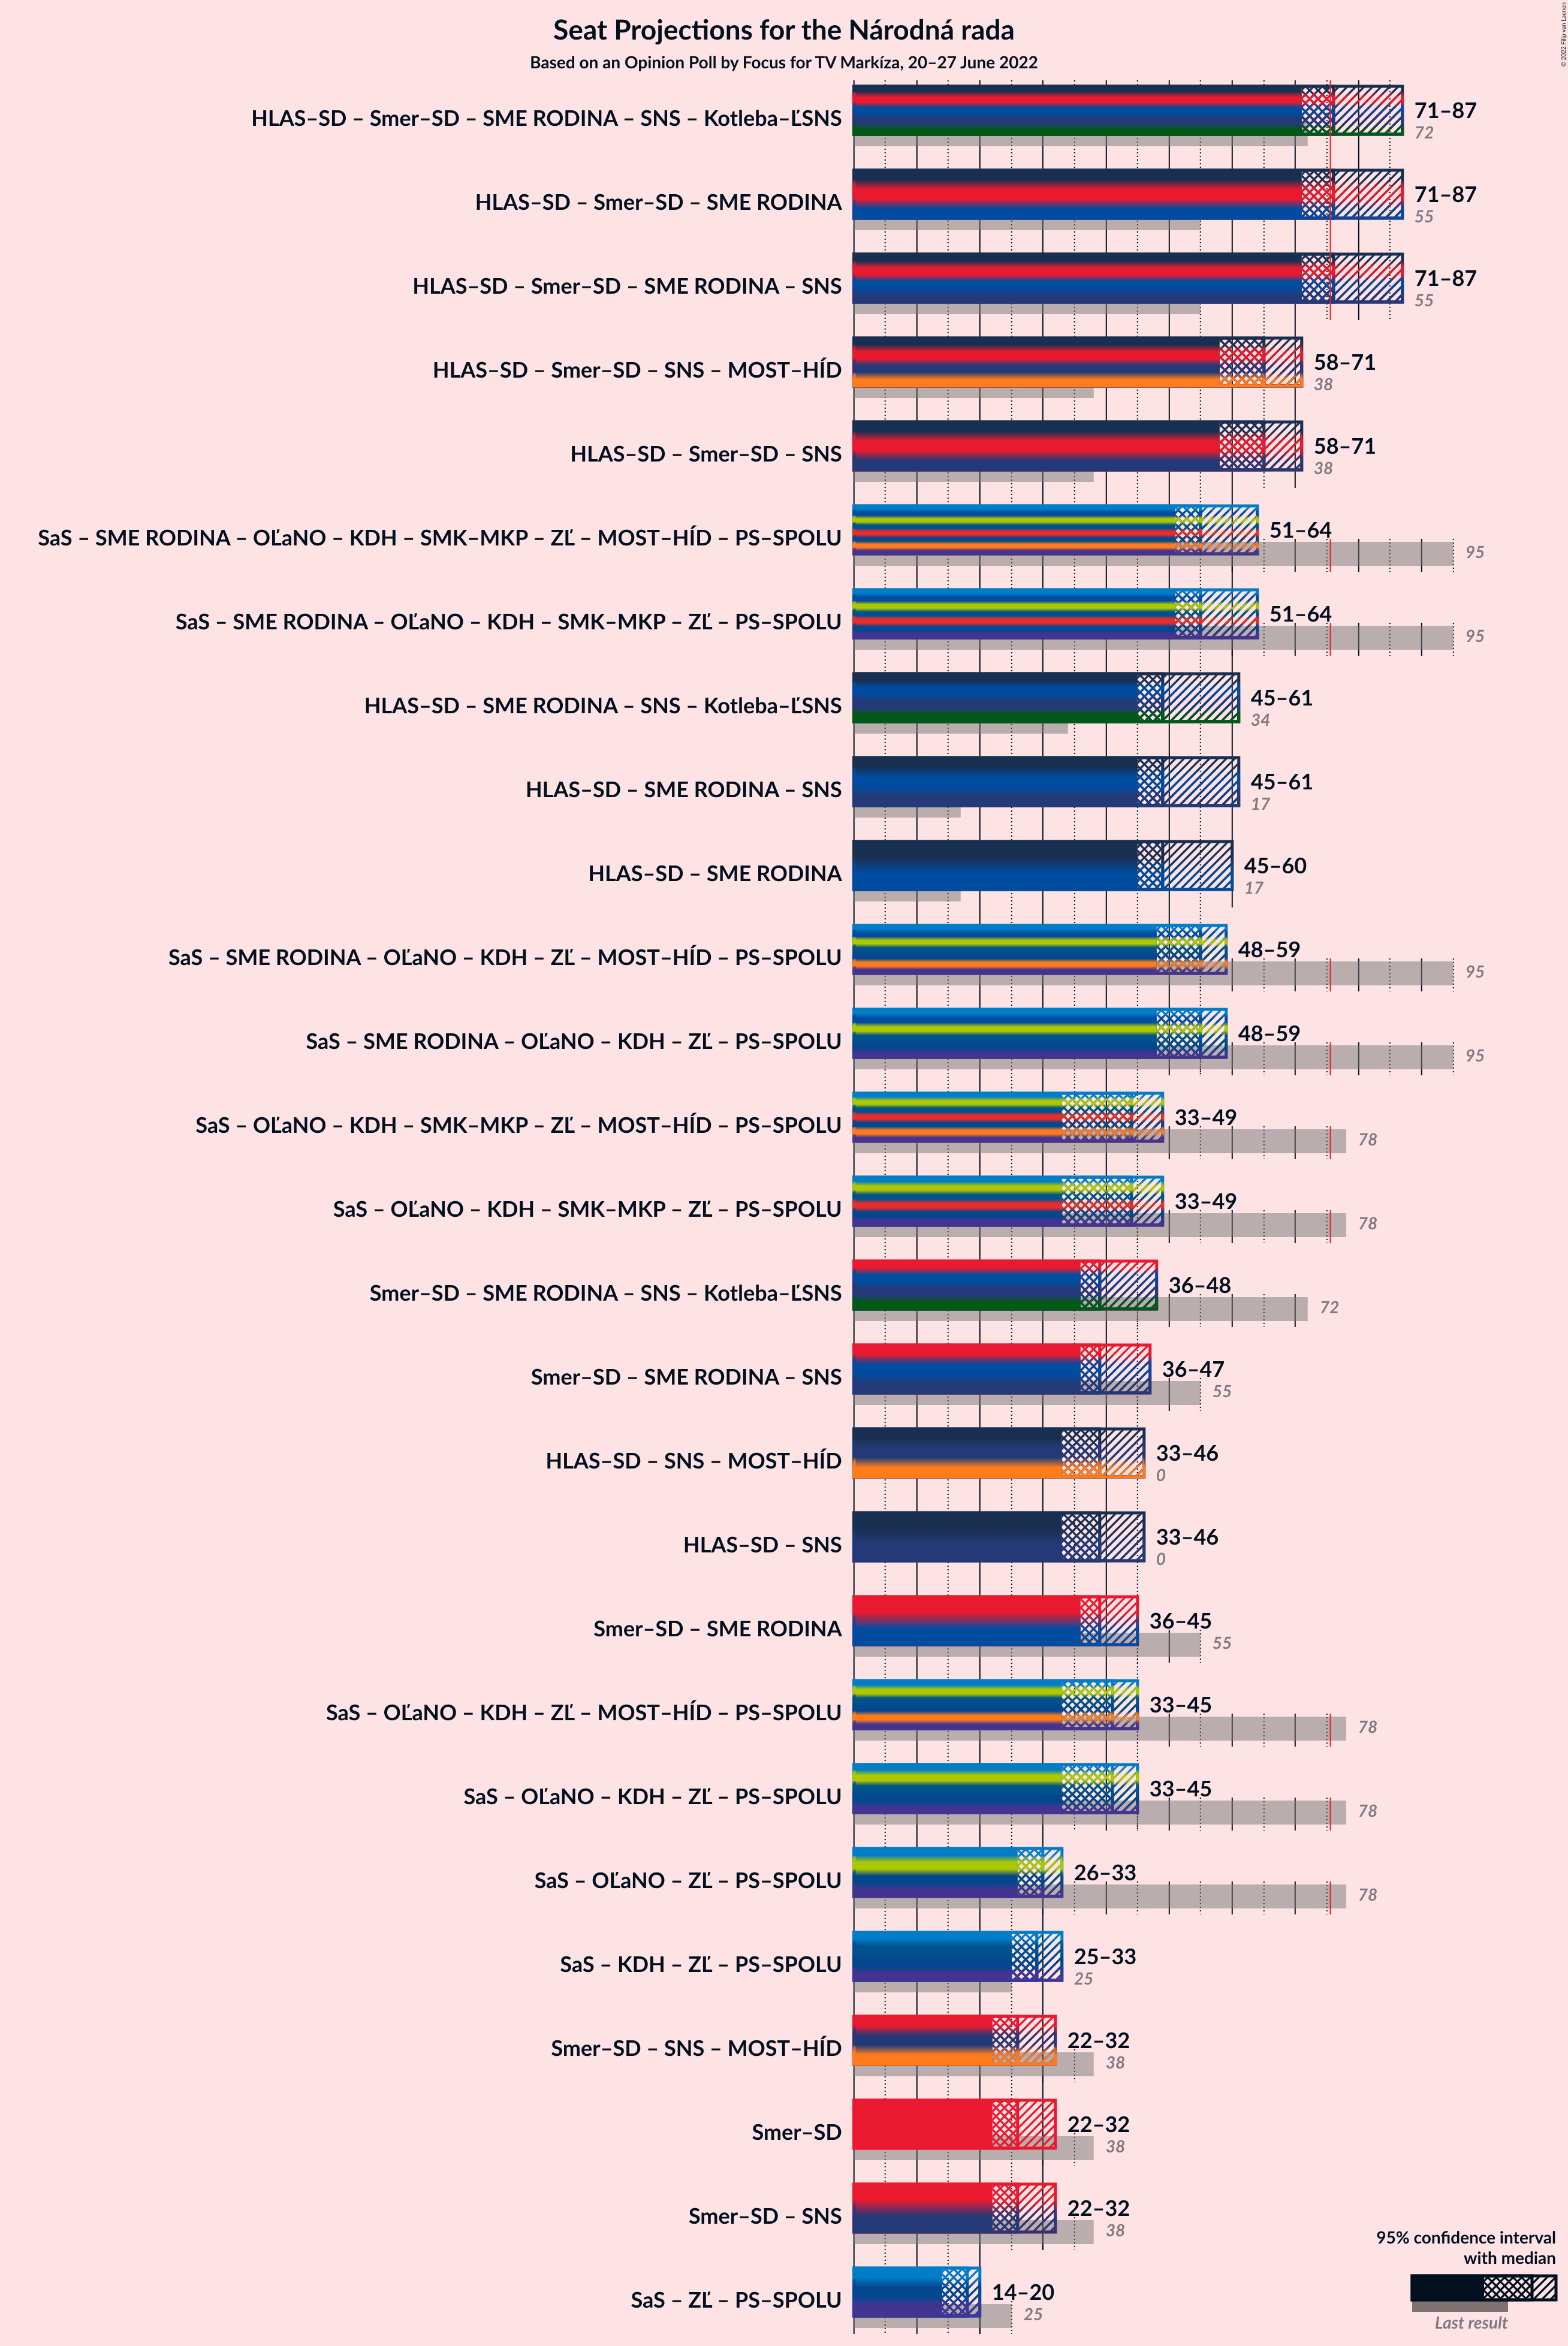 Seat Projections for the Národná rada
Based on an Opinion Poll by Focus for TV Markíza, 20–27 June 2022
© 2022 Filip van Laenen
HLAS–SD – Smer–SD – SME RODINA – SNS – Kotleba–ĽSNS
71–87
72
HLAS–SD – Smer–SD – SME RODINA
71–87
55
HLAS–SD – Smer–SD – SME RODINA – SNS
71–87
55
HLAS–SD – Smer–SD – SNS – MOST–HÍD
58–71
38
HLAS–SD – Smer–SD – SNS
58–71
38
SaS – SME RODINA – OĽaNO – KDH – SMK–MKP – ZĽ – MOST–HÍD – PS–SPOLU
51–64
95
SaS – SME RODINA – OĽaNO – KDH – SMK–MKP – ZĽ – PS–SPOLU
51–64
95
HLAS–SD – SME RODINA – SNS – Kotleba–ĽSNS
45–61
34
HLAS–SD – SME RODINA – SNS
45–61
17
HLAS–SD – SME RODINA
45–60
17
SaS – SME RODINA – OĽaNO – KDH – ZĽ – MOST–HÍD – PS–SPOLU
48–59
95
SaS – SME RODINA – OĽaNO – KDH – ZĽ – PS–SPOLU
48–59
95
SaS – OĽaNO – KDH – SMK–MKP – ZĽ – MOST–HÍD – PS–SPOLU
33–49
78
SaS – OĽaNO – KDH – SMK–MKP – ZĽ – PS–SPOLU
33–49
78
Smer–SD – SME RODINA – SNS – Kotleba–ĽSNS
36–48
72
Smer–SD – SME RODINA – SNS
36–47
55
HLAS–SD – SNS – MOST–HÍD
33–46
0
HLAS–SD – SNS
33–46
0
Smer–SD – SME RODINA
36–45
55
SaS – OĽaNO – KDH – ZĽ – MOST–HÍD – PS–SPOLU
33–45
78
SaS – OĽaNO – KDH – ZĽ – PS–SPOLU
33–45
78
SaS – OĽaNO – ZĽ – PS–SPOLU
26–33
78
SaS – KDH – ZĽ – PS–SPOLU
25–33
25
Smer–SD – SNS – MOST–HÍD
22–32
38
Smer–SD
22–32
38
Smer–SD – SNS
22–32
38
SaS – ZĽ – PS–SPOLU
14–20
25
95% confidence interval
with median
Last result